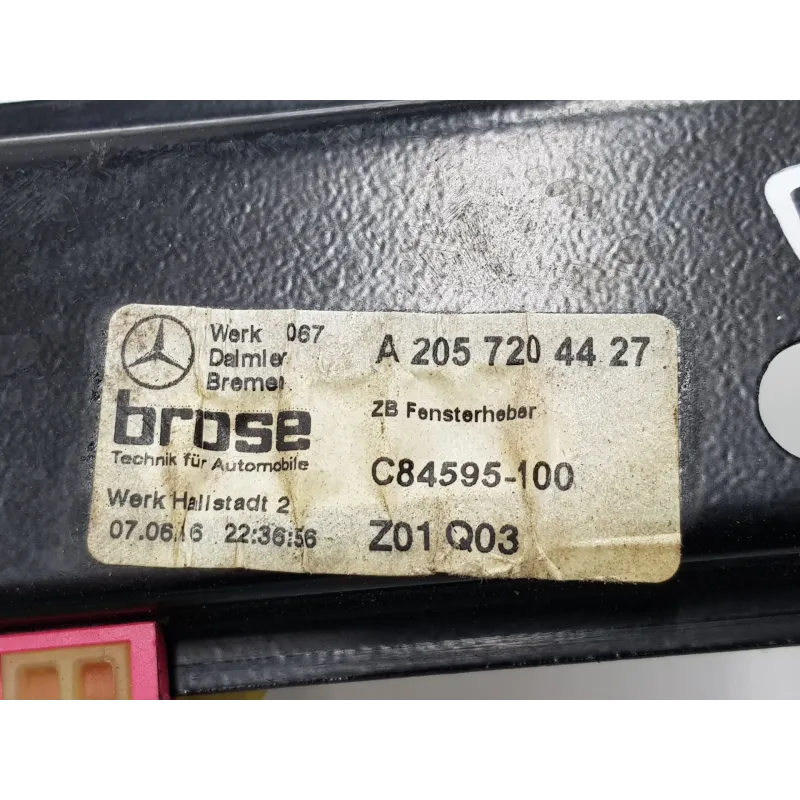 Werk 067
Daimler
Bremen
A 205 720 44 27
brose
Technik für Automobile
ZB Fensterheber
C84595-100
Werk Hallstadt 2
07.06.16 22:36:56
Z01 Q03